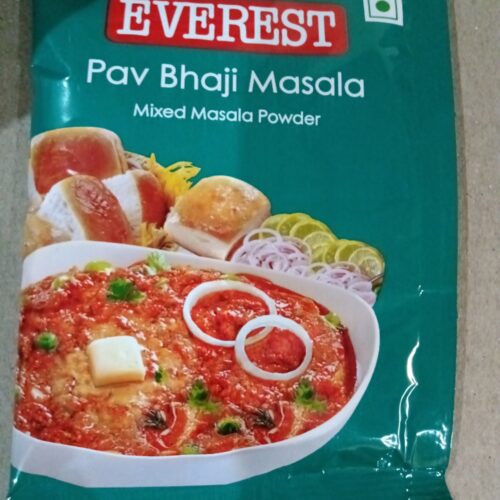 EVEREST
Pav Bhaji Masala
Mixed Masala Powder